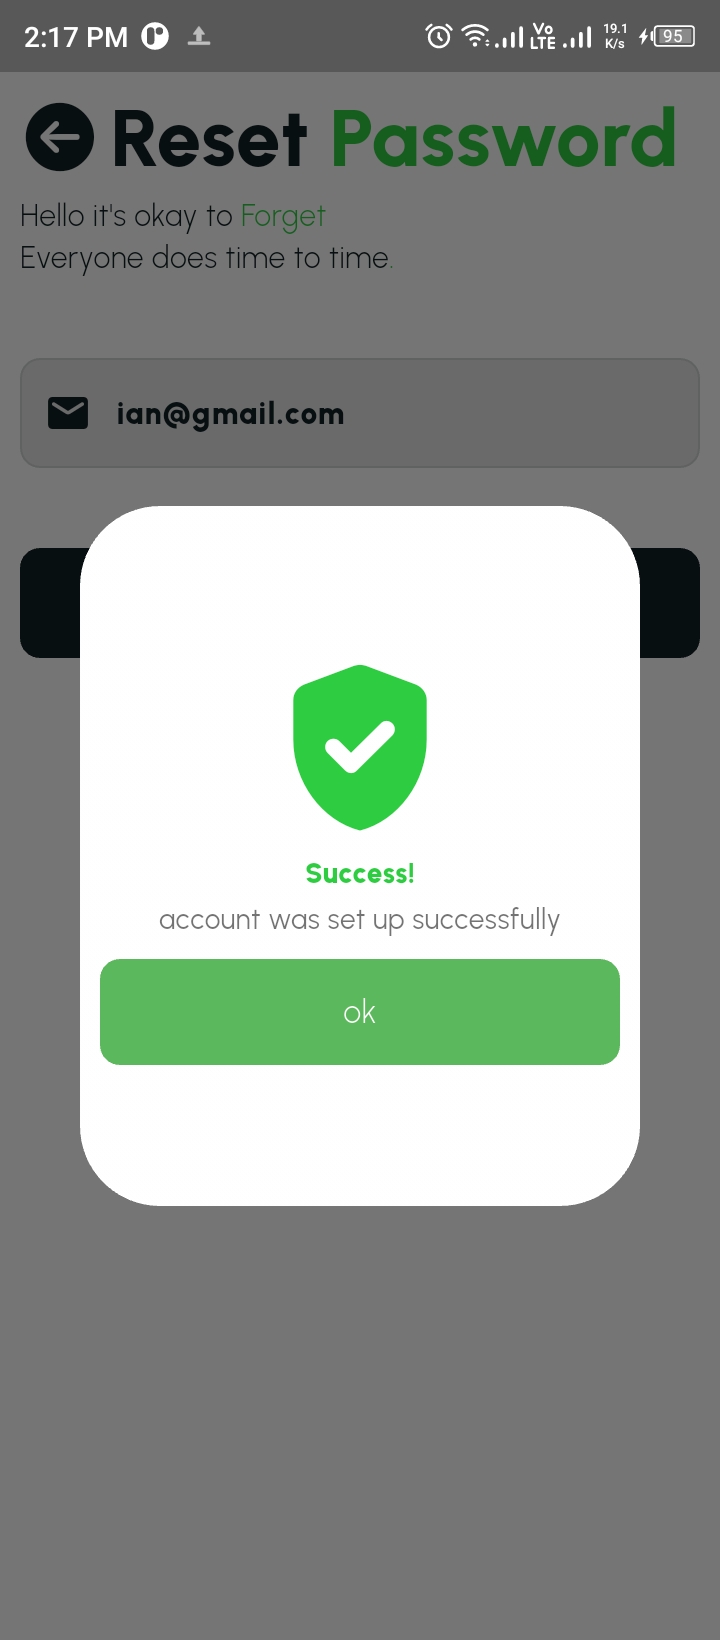 2:17 PM
Vo LTE
19.1 K/s
95
Reset Password
Hello it's okay to Forget
Everyone does time to time.
ian@gmail.com
Success!
account was set up successfully
ok